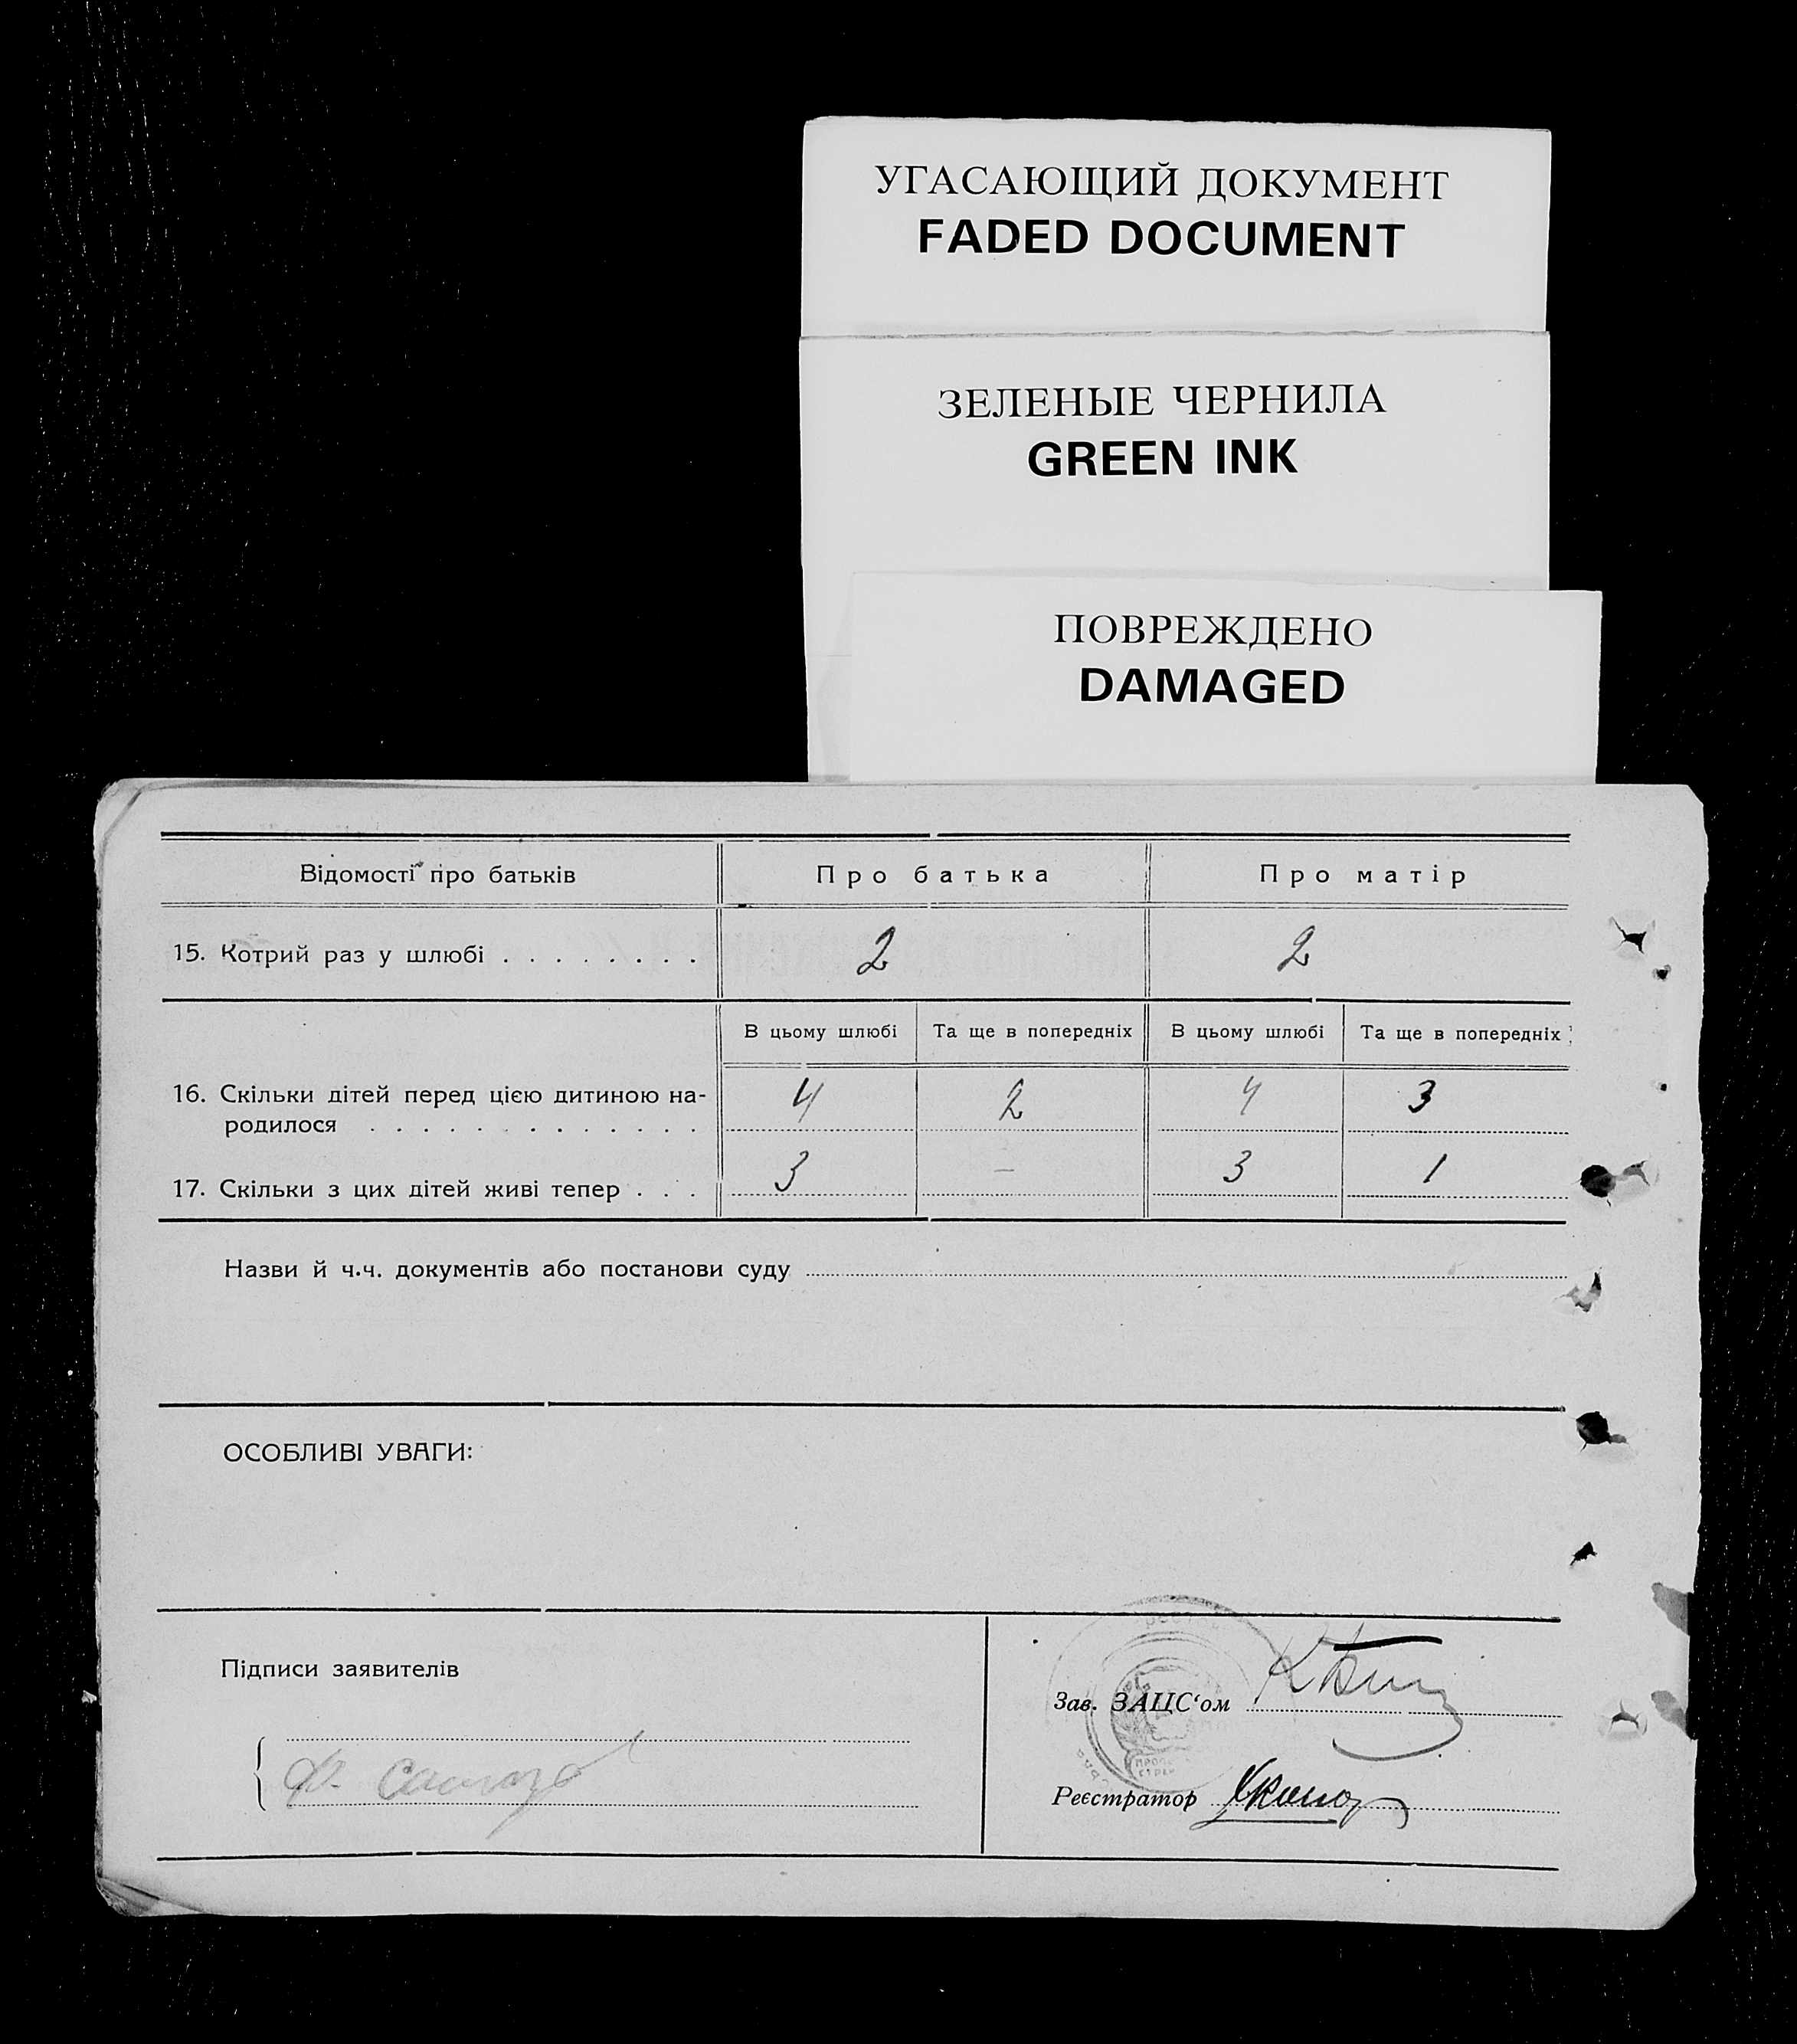 УГАСАЮЩИЙ ДОКУМЕНТ
FADED DOCUMENT
ЗЕЛЕНЫЕ ЧЕРНИЛА
GREEN INK
ПОВРЕЖДЕНО
DAMAGED
Відомості про батьків Про батька Про матір
15. Котрий раз у шлюбі . . . . . . . . 2 2
В цьому шлюбі Та ще в попередніх В цьому шлюбі Та ще в попередніх
16. Скільки дітей перед цією дитиною на- 4 2 4 3
родилося . . . . . . . . . . . . .
17. Скільки з цих дітей живі тепер . . . 3 — 3 1
Назви й ч.ч. документів або постанови суду
ОСОБЛИВІ УВАГИ:
Підписи заявителів
Зав. ЗАЦС‘ом
Реєстратор